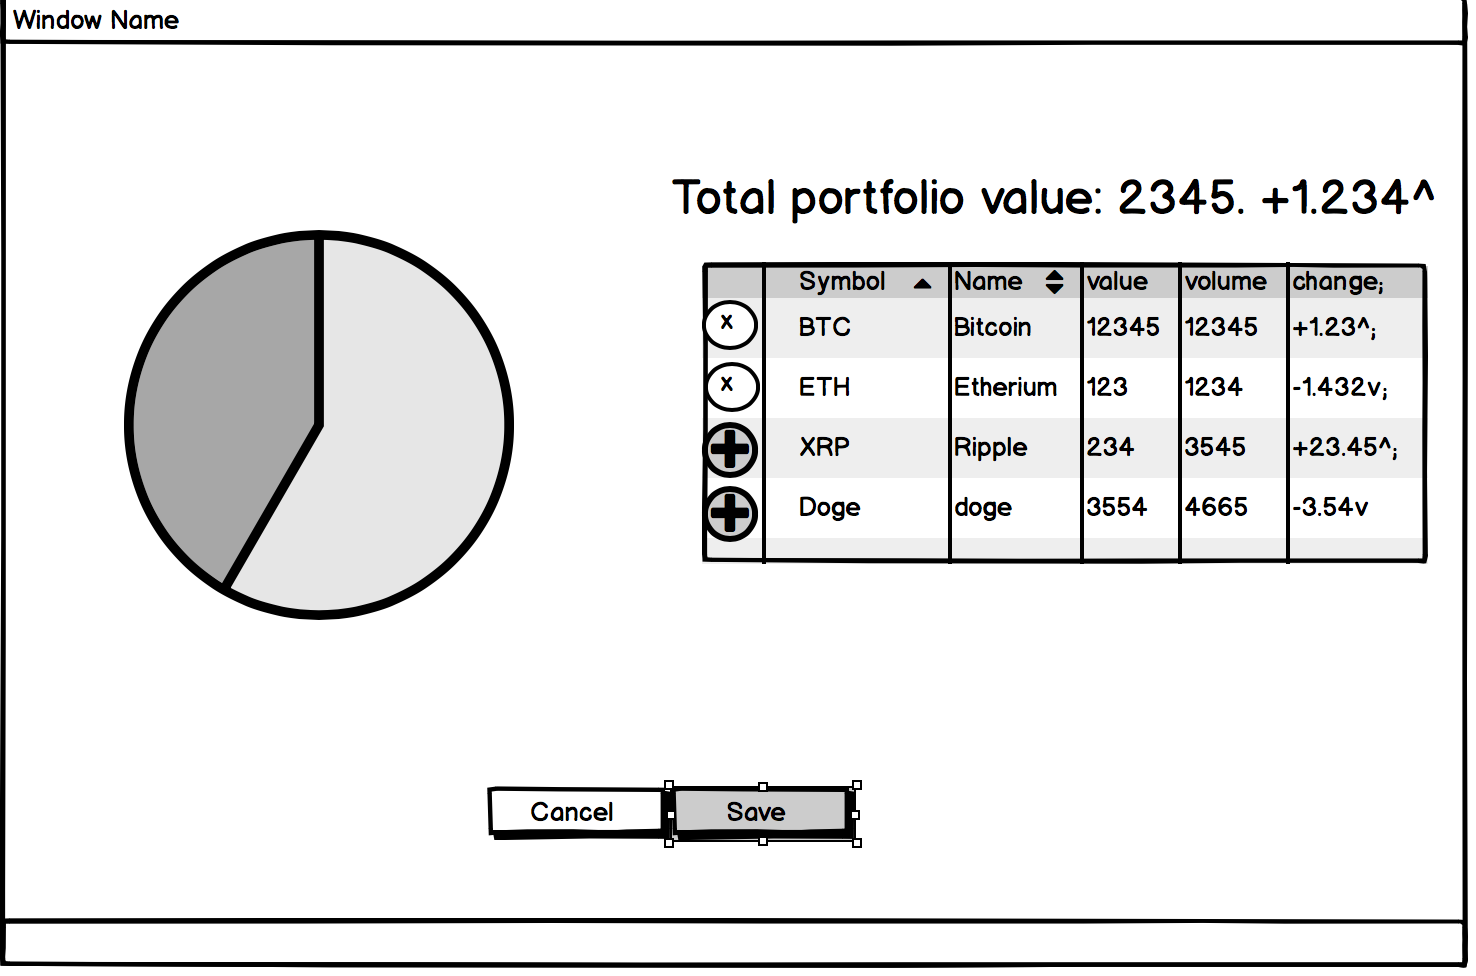 Window Name
Total portfolio value: 2345. +1.234^
Symbol Name value volume change;
x BTC Bitcoin 12345 12345 +1.23^;
x ETH Etherium 123 1234 -1.432v;
XRP Ripple 234 3545 +23.45^;
Doge doge 3554 4665 -3.54v
Cancel Save